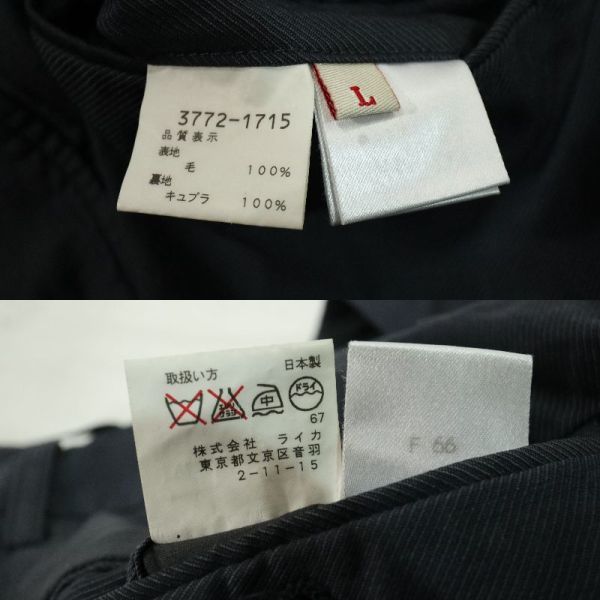 3772-1715
品質表示
表地
毛 100%
裏地
キュプラ 100%
L
取扱い方 日本製
中 ドライ
67
株式会社 ライカ
東京都文京区音羽
2-11-15
F 66